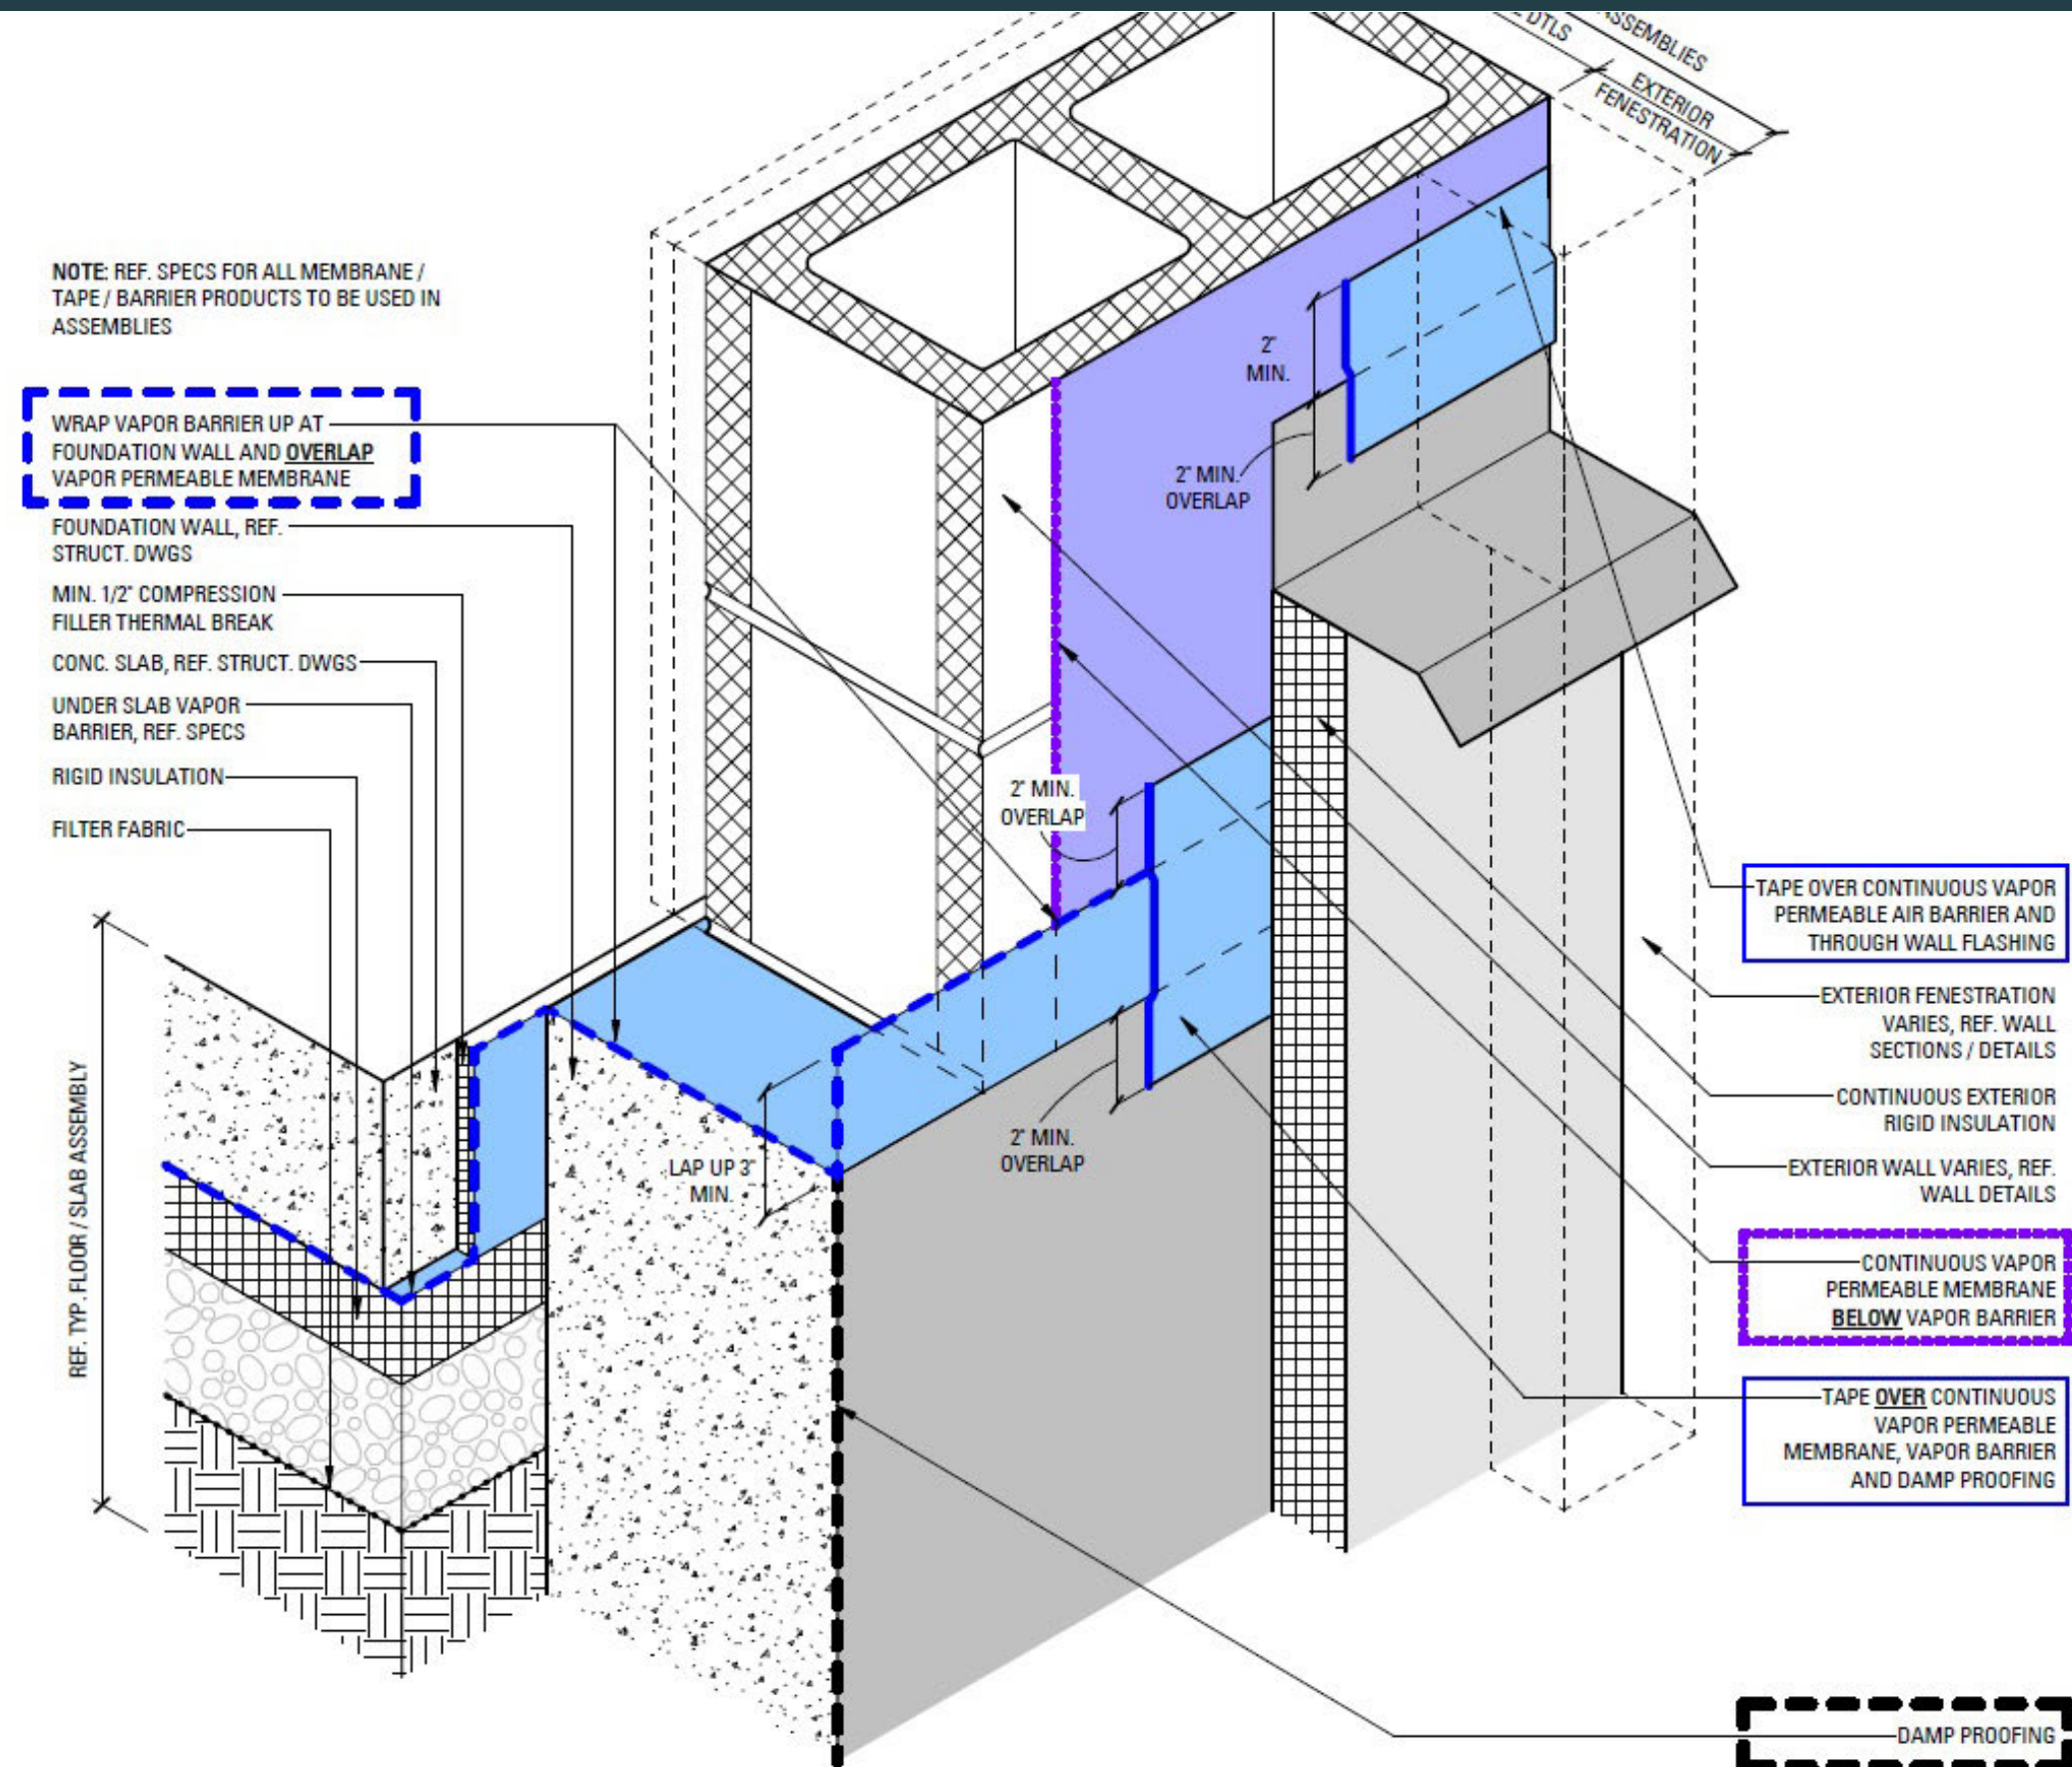 DTLS
ASSEMBLIES
EXTERIOR
FENESTRATION
NOTE: REF. SPECS FOR ALL MEMBRANE /
TAPE / BARRIER PRODUCTS TO BE USED IN
ASSEMBLIES
WRAP VAPOR BARRIER UP AT
FOUNDATION WALL AND OVERLAP
VAPOR PERMEABLE MEMBRANE
FOUNDATION WALL, REF.
STRUCT. DWGS
MIN. 1/2" COMPRESSION
FILLER THERMAL BREAK
CONC. SLAB, REF. STRUCT. DWGS
UNDER SLAB VAPOR
BARRIER, REF. SPECS
RIGID INSULATION
FILTER FABRIC
REF. TYP. FLOOR / SLAB ASSEMBLY
2"
MIN.
2" MIN.
OVERLAP
2" MIN.
OVERLAP
2" MIN.
OVERLAP
LAP UP 3"
MIN.
TAPE OVER CONTINUOUS VAPOR
PERMEABLE AIR BARRIER AND
THROUGH WALL FLASHING
EXTERIOR FENESTRATION
VARIES, REF. WALL
SECTIONS / DETAILS
CONTINUOUS EXTERIOR
RIGID INSULATION
EXTERIOR WALL VARIES, REF.
WALL DETAILS
CONTINUOUS VAPOR
PERMEABLE MEMBRANE
BELOW VAPOR BARRIER
TAPE OVER CONTINUOUS
VAPOR PERMEABLE
MEMBRANE, VAPOR BARRIER
AND DAMP PROOFING
DAMP PROOFING